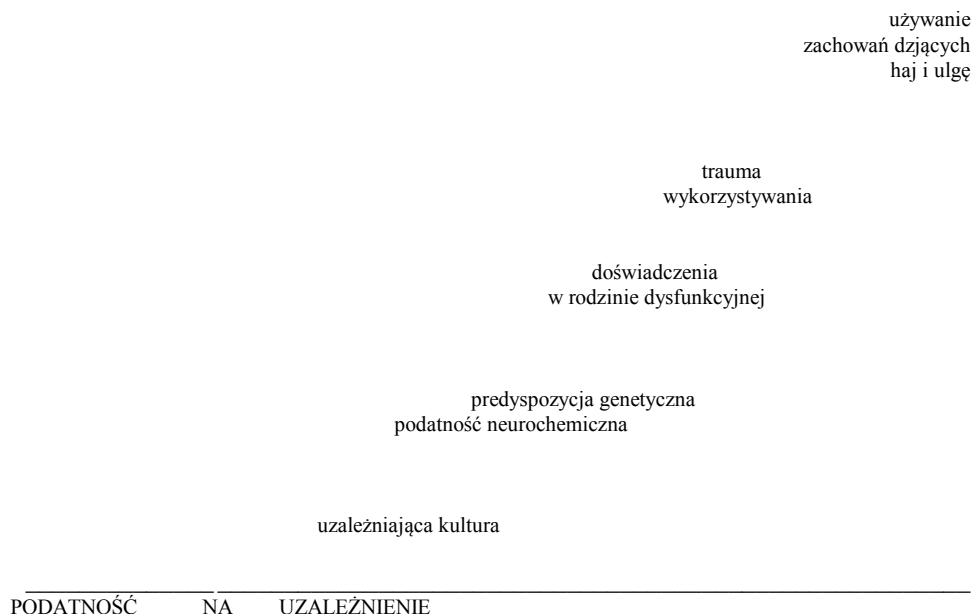 używanie
zachowań dzjących
haj i ulgę
trauma
wykorzystywania
doświadczenia
w rodzinie dysfunkcyjnej
predyspozycja genetyczna
podatność neurochemiczna
uzależniająca kultura
PODATNOŚĆ NA UZALEŻNIENIE